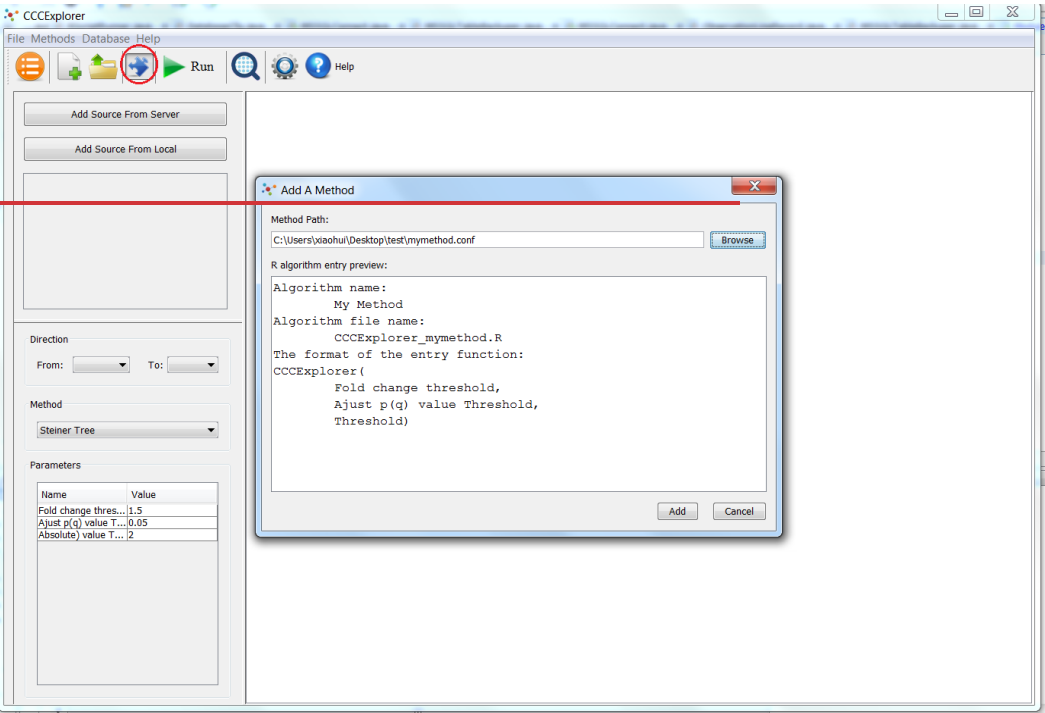 CCCExplorer
File Methods Database Help
Run
Help
Add Source From Server
Add Source From Local
Direction
From:
To:
Method
Steiner Tree
Parameters
Name Value
Fold change thres... 1.5
Ajust p(q) value T... 0.05
Absolute) value T... 2
Add A Method
Method Path:
C:\Users\xiaohui\Desktop\test\mymethod.conf
Browse
R algorithm entry preview:
Algorithm name:
My Method
Algorithm file name:
CCCExplorer_mymethod.R
The format of the entry function:
CCCExplorer(
Fold change threshold,
Ajust p(q) value Threshold,
Threshold)
Add Cancel